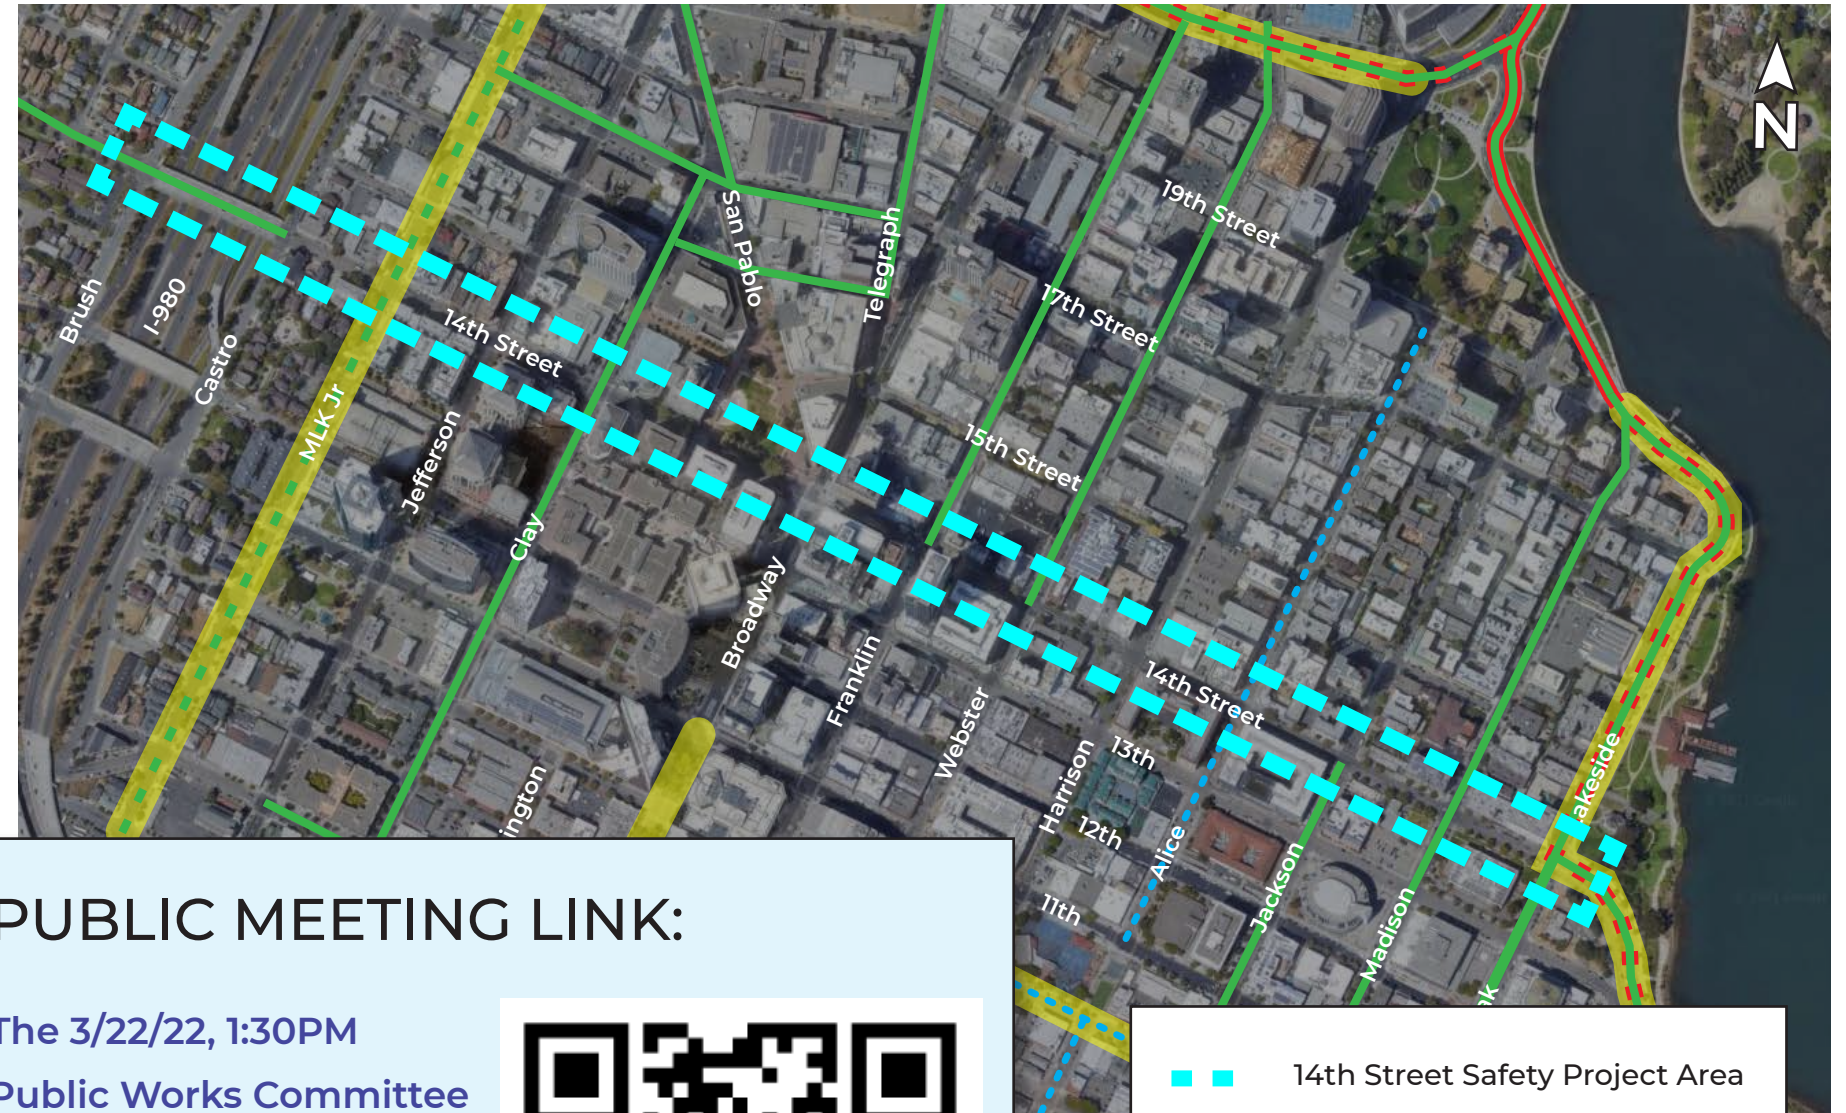 N
19th Street
San Pablo
Telegraph
17th Street
Brush
I-980
14th Street
Castro
MLK Jr
Jefferson
15th Street
Clay
Broadway
Franklin
14th Street
Webster
13th
Harrison
12th
Alice
11th
Jackson
Madison
PUBLIC MEETING LINK:
The 3/22/22, 1:30PM
Public Works Committee
14th Street Safety Project Area